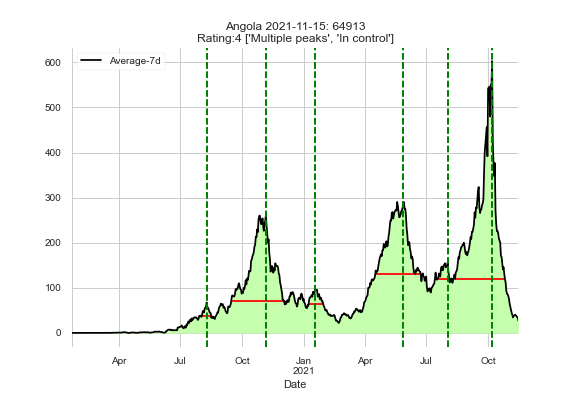 Angola 2021-11-15: 64913
Rating:4 ['Multiple peaks', 'In control']
Average-7d
600
500
400
300
200
100
0
Apr Jul Oct Jan Apr Jul Oct
2021
Date